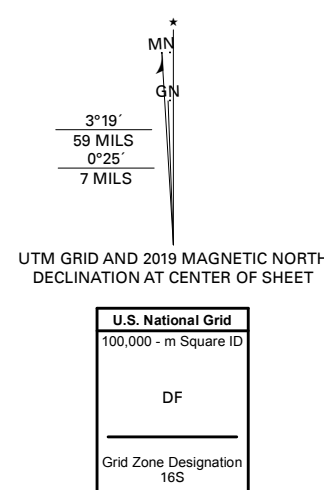 MN
GN
3°19´
59 MILS
0°25´
7 MILS
UTM GRID AND 2019 MAGNETIC NORTH
DECLINATION AT CENTER OF SHEET
U.S. National Grid
100,000 - m Square ID
DF
Grid Zone Designation
16S